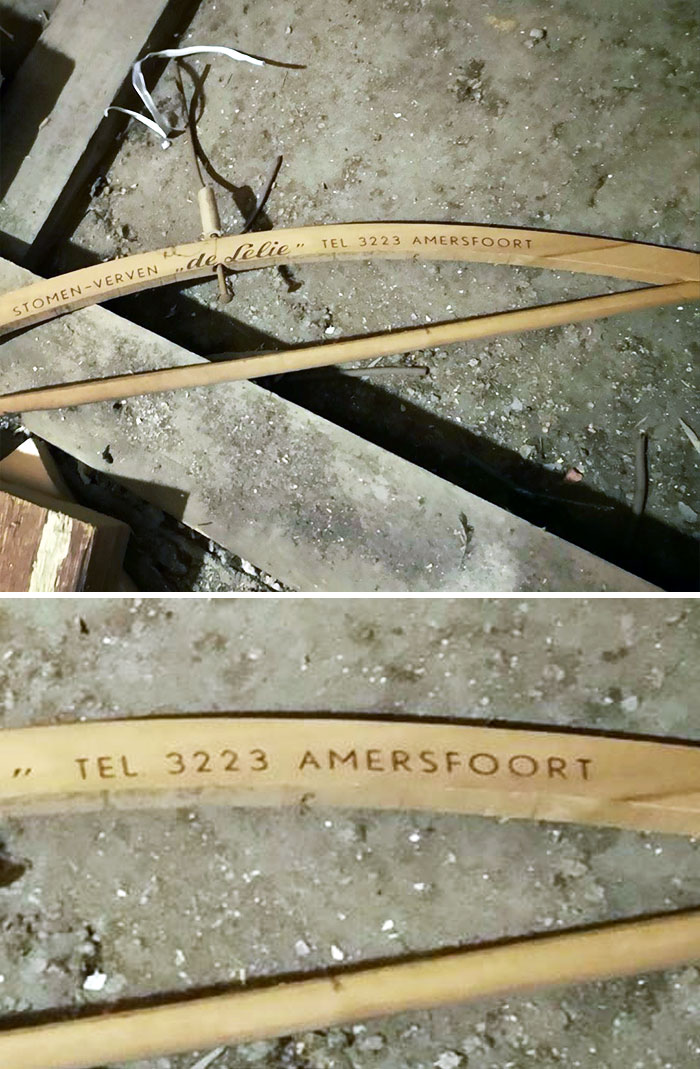 STOMEN-VERVEN „de Lelie” TEL 3223 AMERSFOORT
” TEL 3223 AMERSFOORT